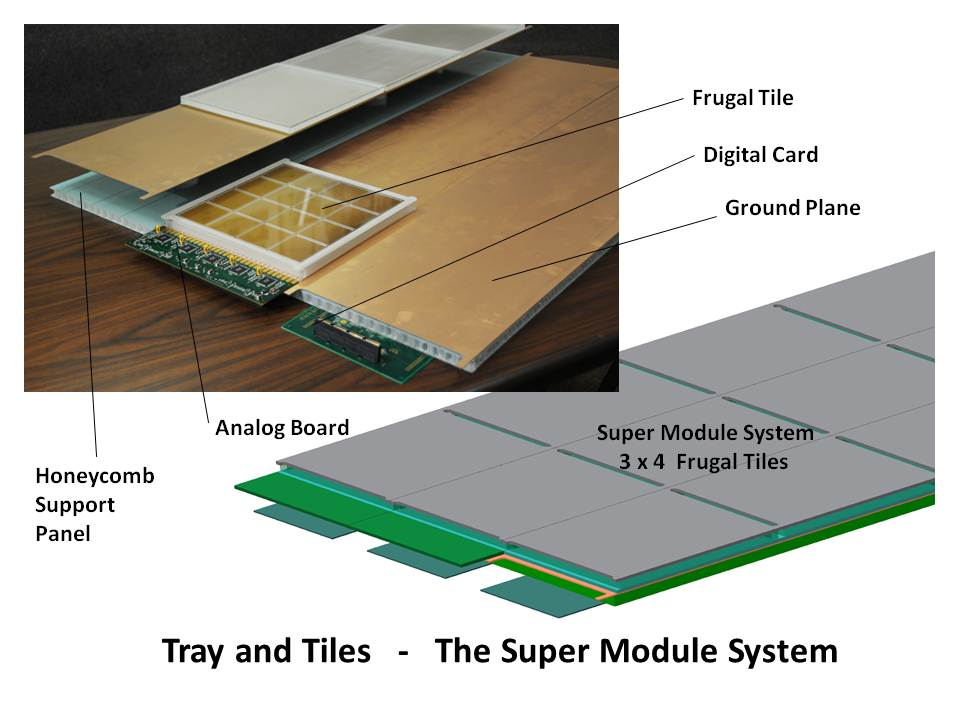 Frugal Tile
Digital Card
Ground Plane
Analog Board
Honeycomb
Support
Panel
Super Module System
3 x 4  Frugal Tiles
Tray and Tiles   -   The Super Module System